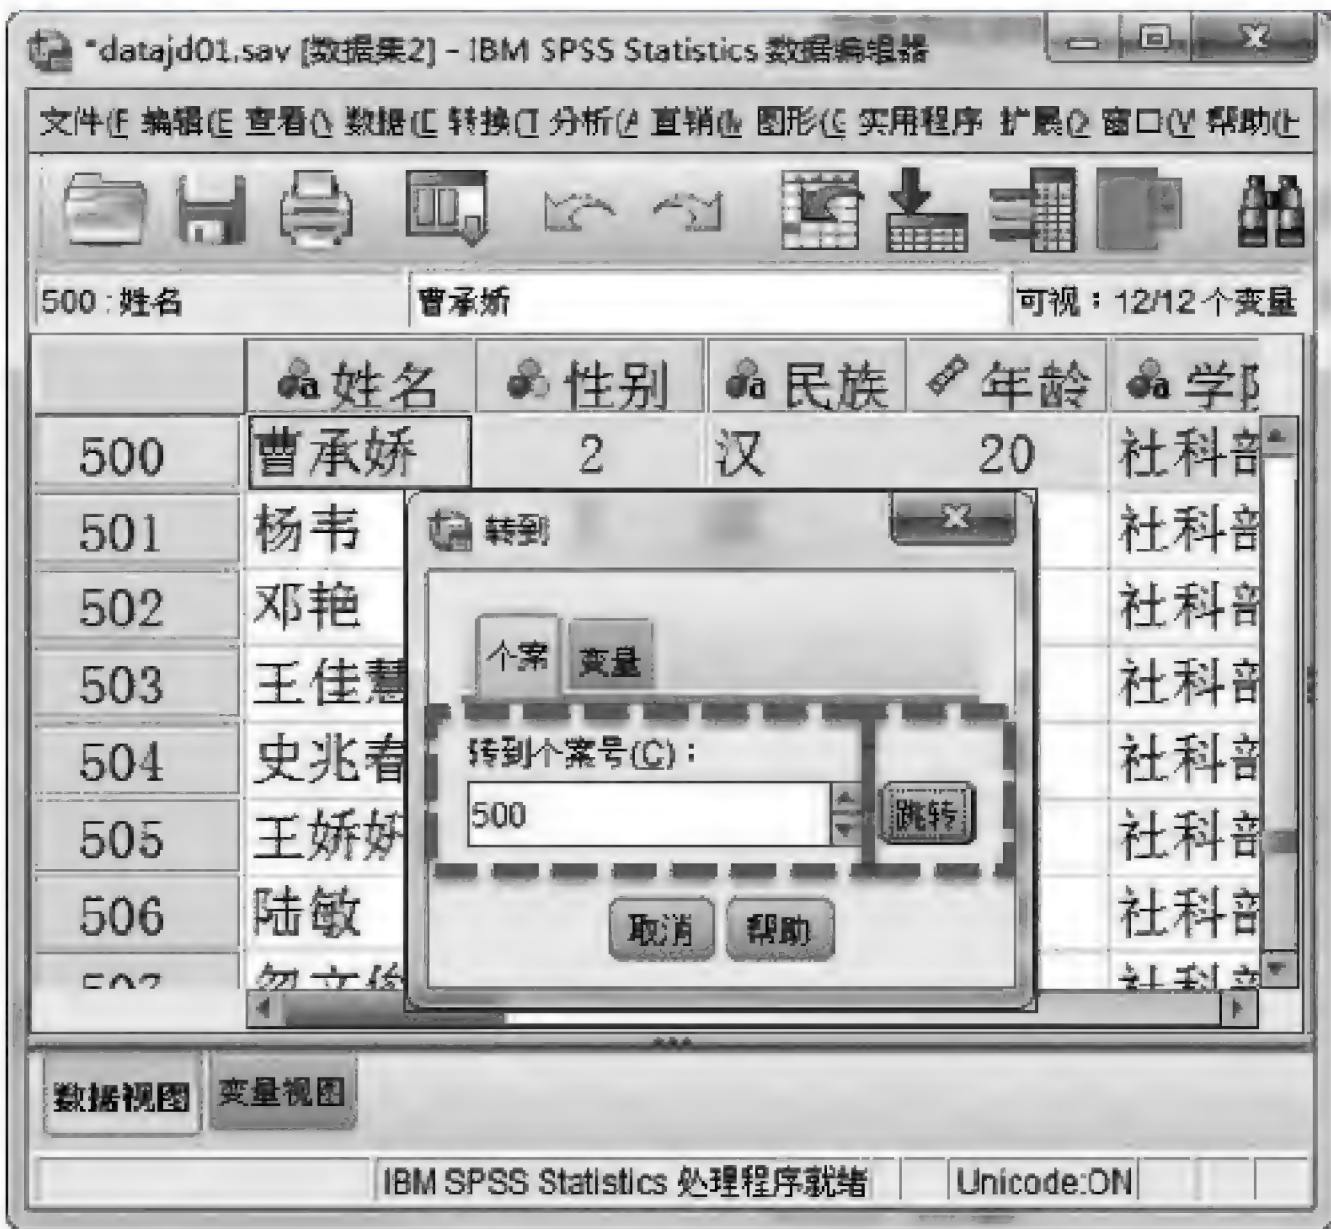 *datajd01.sav [数据集2] - IBM SPSS Statistics 数据编辑器
文件(F 编辑(E 查看(V 数据(D 转换(T 分析(A 直销(M 图形(G 实用程序 扩展(X 窗口(W 帮助(H
500 : 姓名 曹承娇 可视：12/12个变量
姓名 性别 民族 年龄 学
500 曹承娇 2 汉 20 社科部
501 杨韦 社科部
502 邓艳 社科部
503 王佳慧 社科部
504 史兆春 社科部
505 王娇 社科部
506 陆敏 社科部
507
转到
个案 变量
转到个案号(C)：
500 跳转
取消 帮助
数据视图 变量视图
IBM SPSS Statistics 处理程序就绪 Unicode:ON